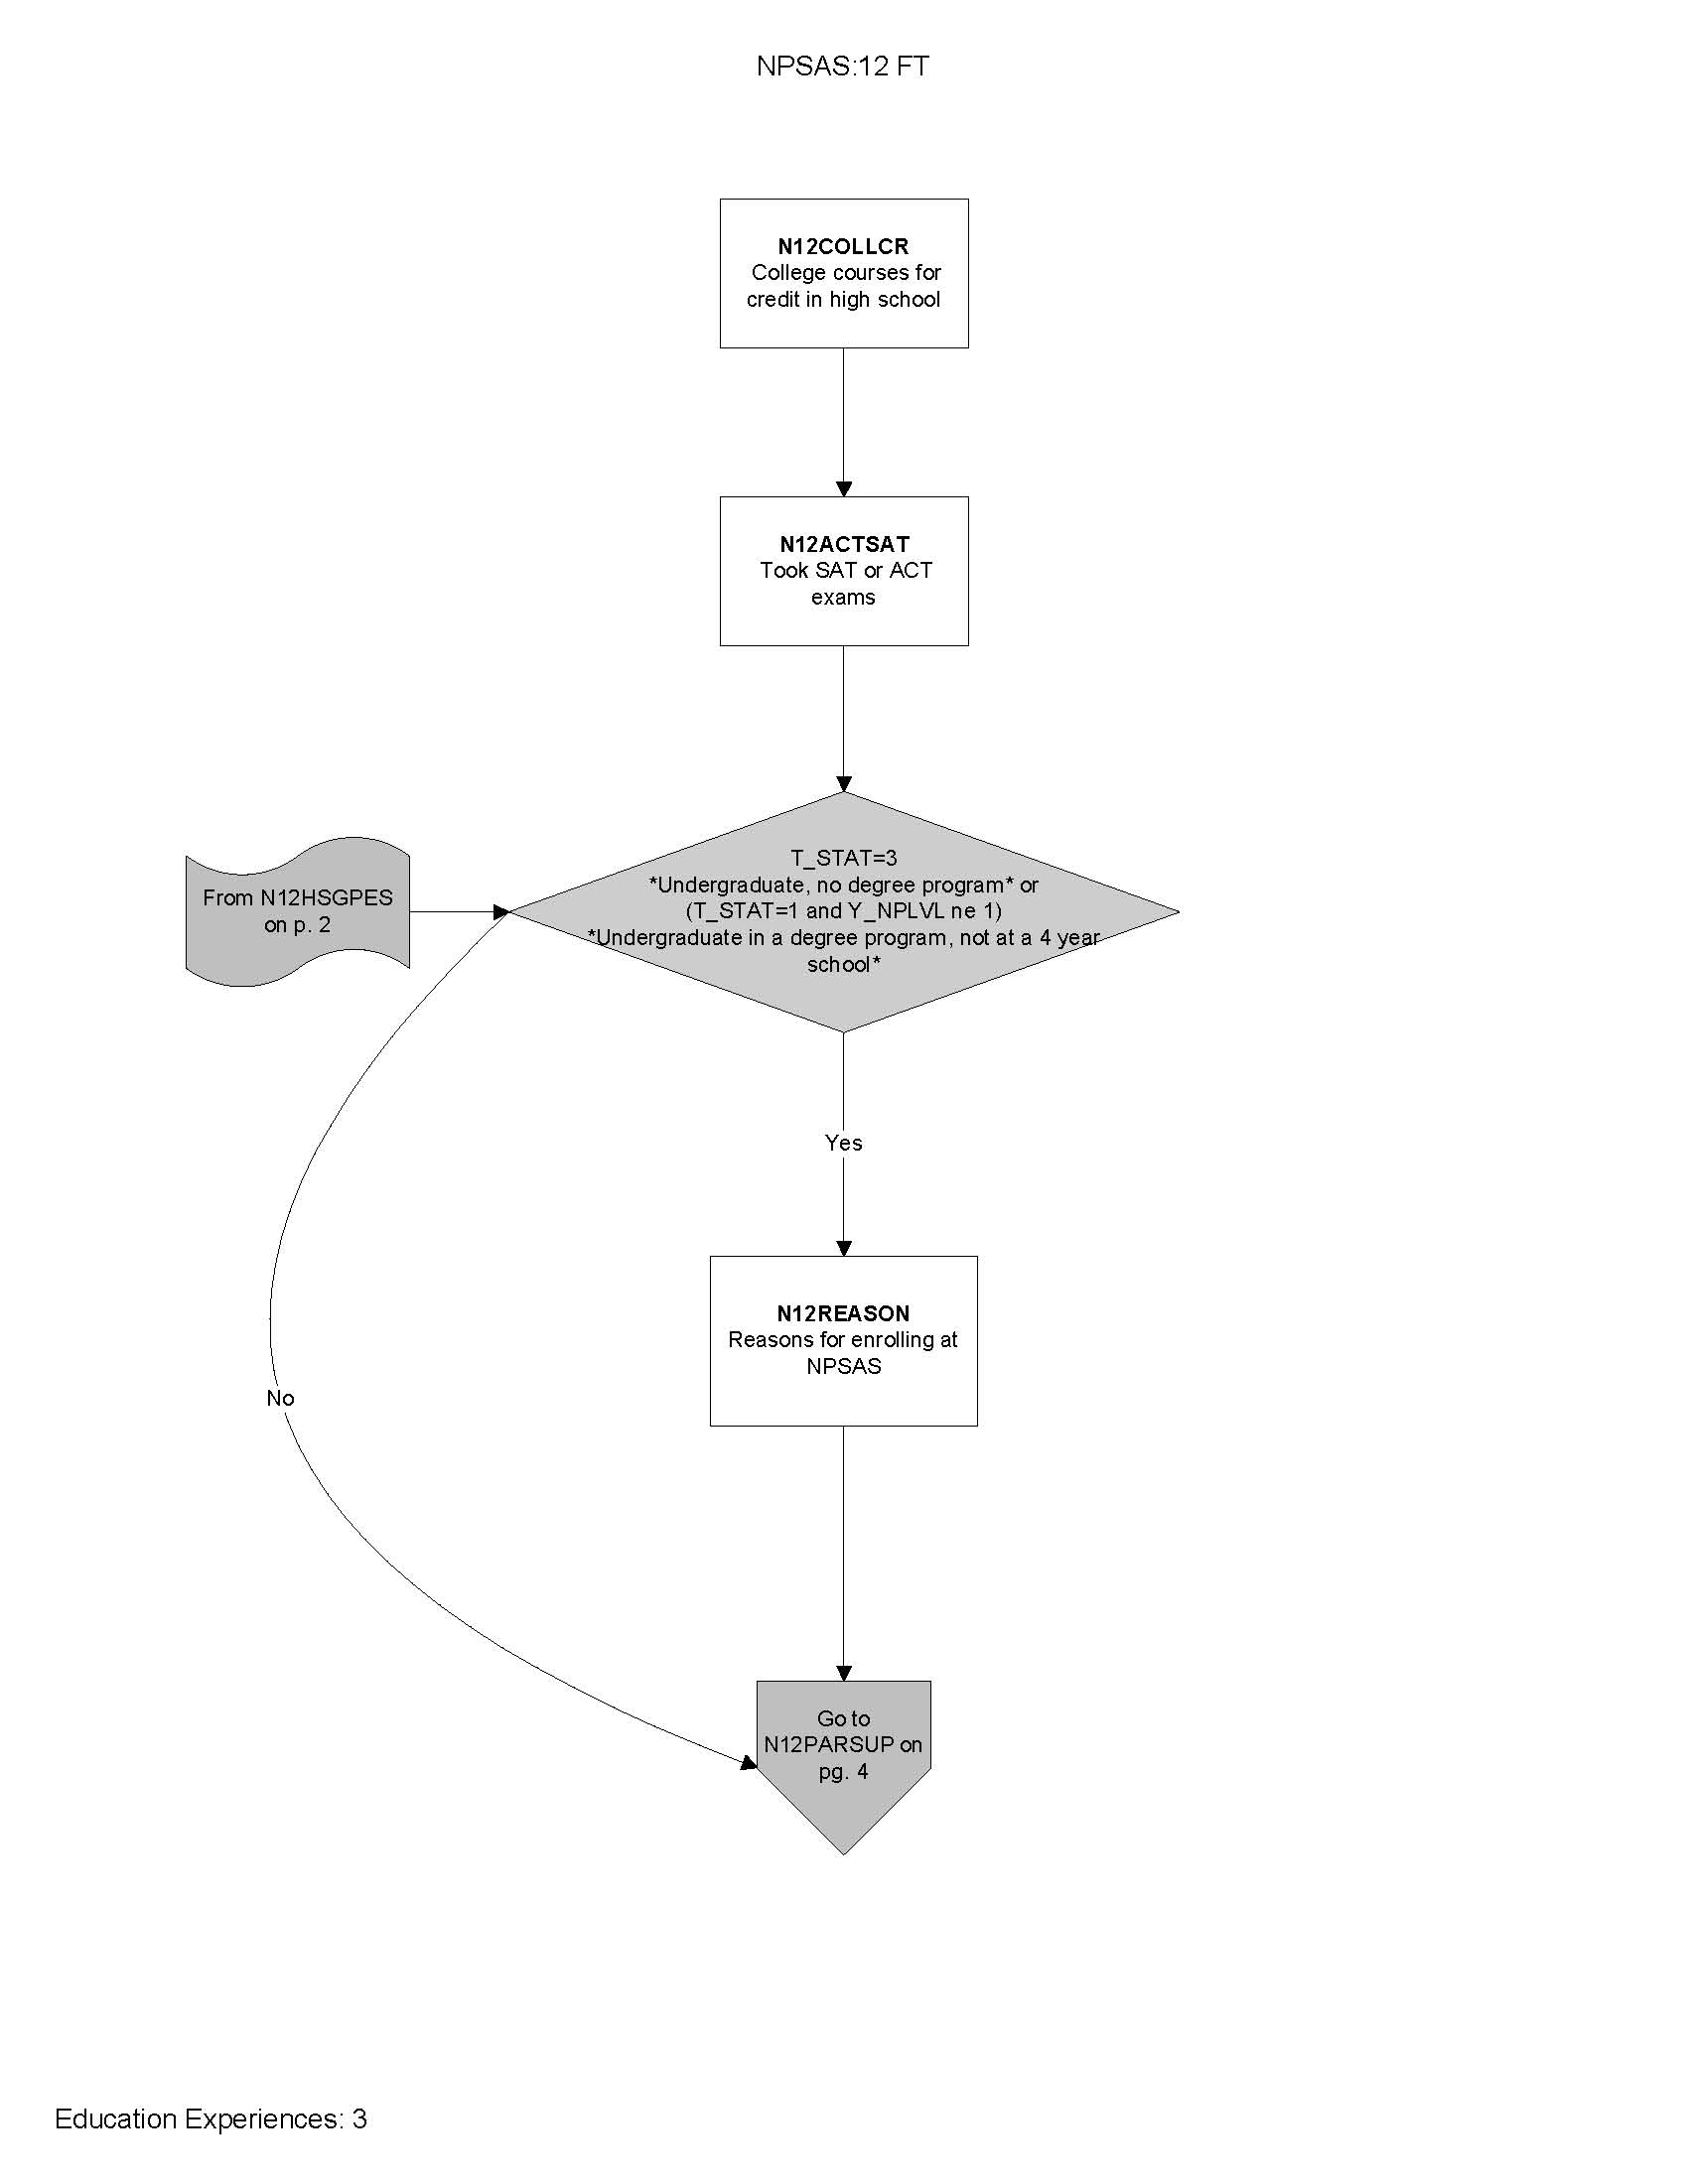 NPSAS:12 FT
N12COLLCR
College courses for
credit in high school
N12ACTSAT
Took SAT or ACT
exams
T_STAT=3
*Undergraduate, no degree program* or
(T_STAT=1 and Y_NPLVL ne 1)
*Undergraduate in a degree program, not at a 4 year
school*
From N12HSGPES
on p. 2
Yes
N12REASON
Reasons for enrolling at
NPSAS
No
Go to
N12PARSUP on
pg. 4
Education Experiences: 3